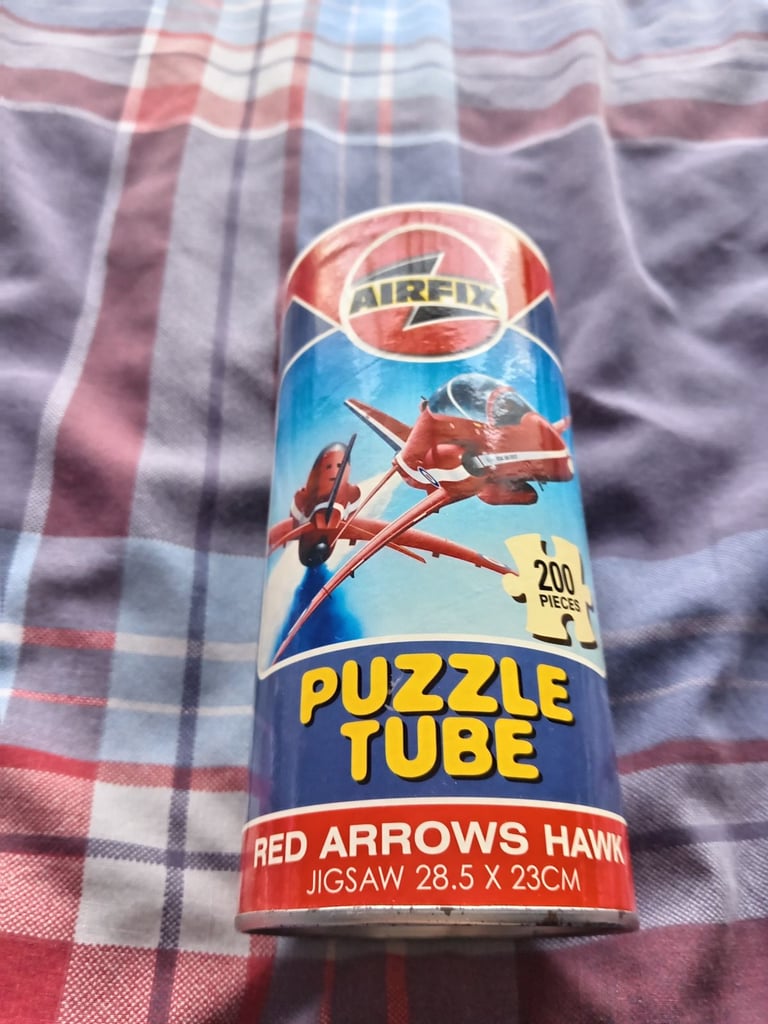 AIRFIX
200
PIECES
PUZZLE
TUBE
RED ARROWS HAWK
JIGSAW 28.5 X 23CM